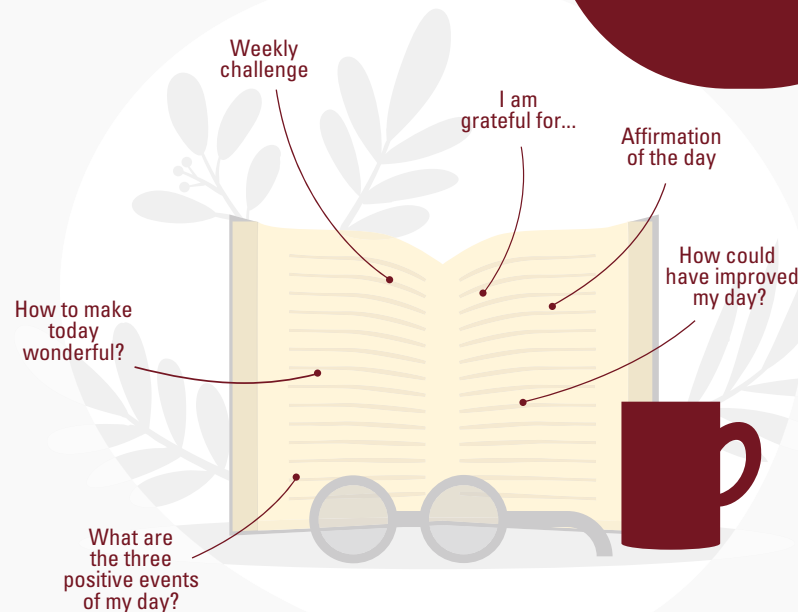 Weekly
challenge
I am
grateful for...
Affirmation
of the day
How could
have improved
my day?
How to make
today
wonderful?
What are
the three
positive events
of my day?